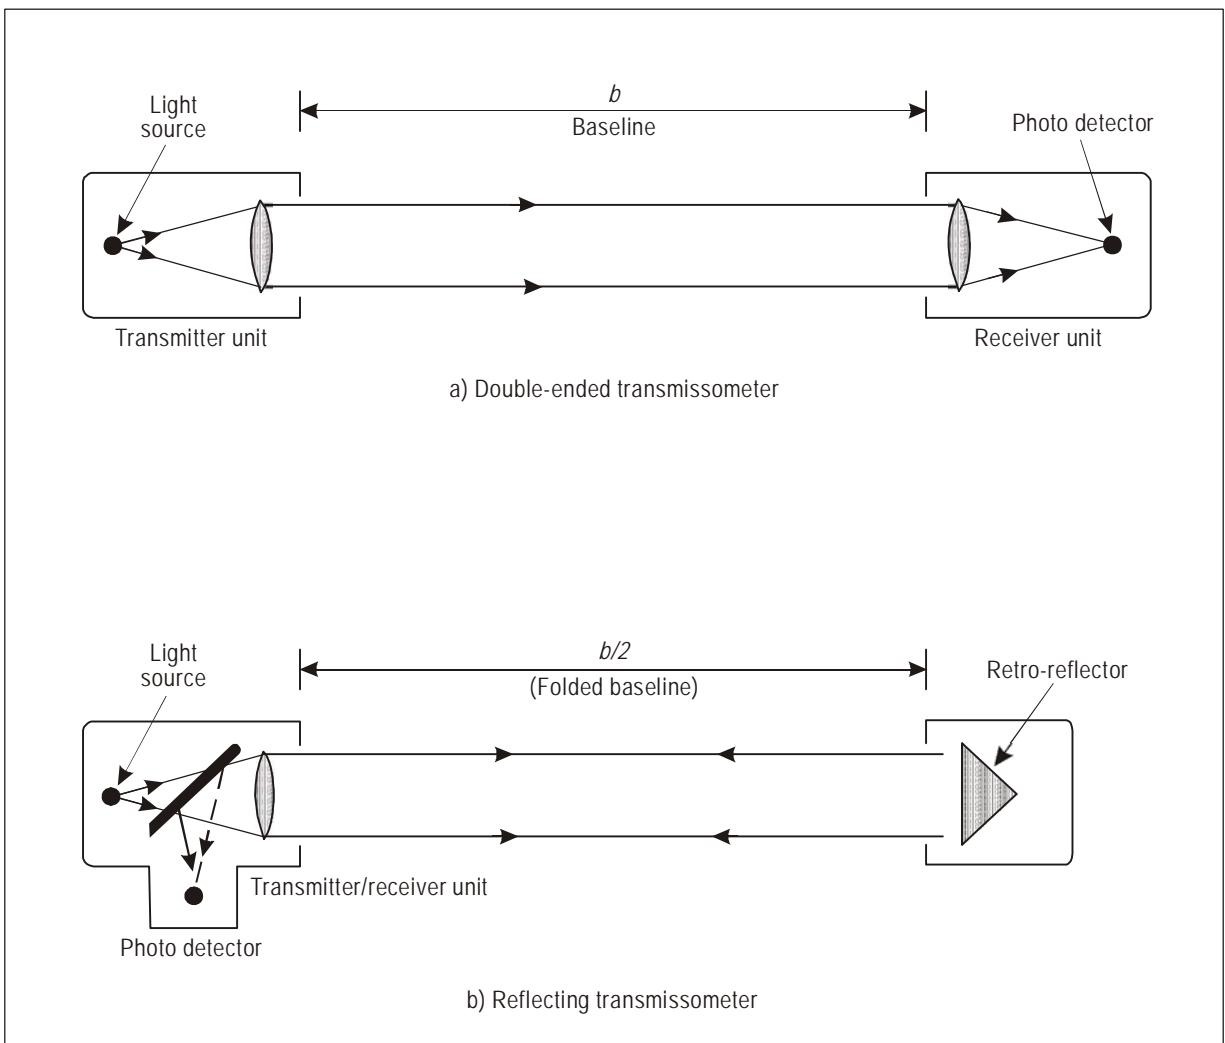 Light
source
b
Baseline
Photo detector
Transmitter unit
Receiver unit
a) Double-ended transmissometer
Light
source
b/2
(Folded baseline)
Retro-reflector
Transmitter/receiver unit
Photo detector
b) Reflecting transmissometer